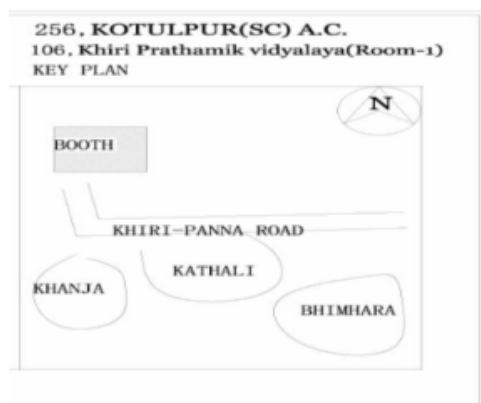 256, KOTULPUR(SC) A.C.
106, Khiri Prathamik vidyalaya(Room-1)
KEY PLAN
N
BOOTH
KHIRI-PANNA ROAD
KATHALI
KHANJA
BHIMHARA